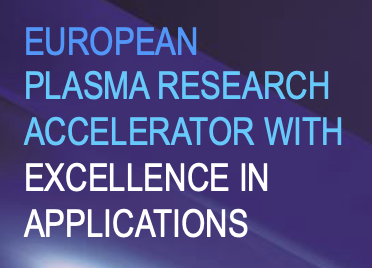 EUROPEAN
PLASMA RESEARCH
ACCELERATOR WITH
EXCELLENCE IN
APPLICATIONS